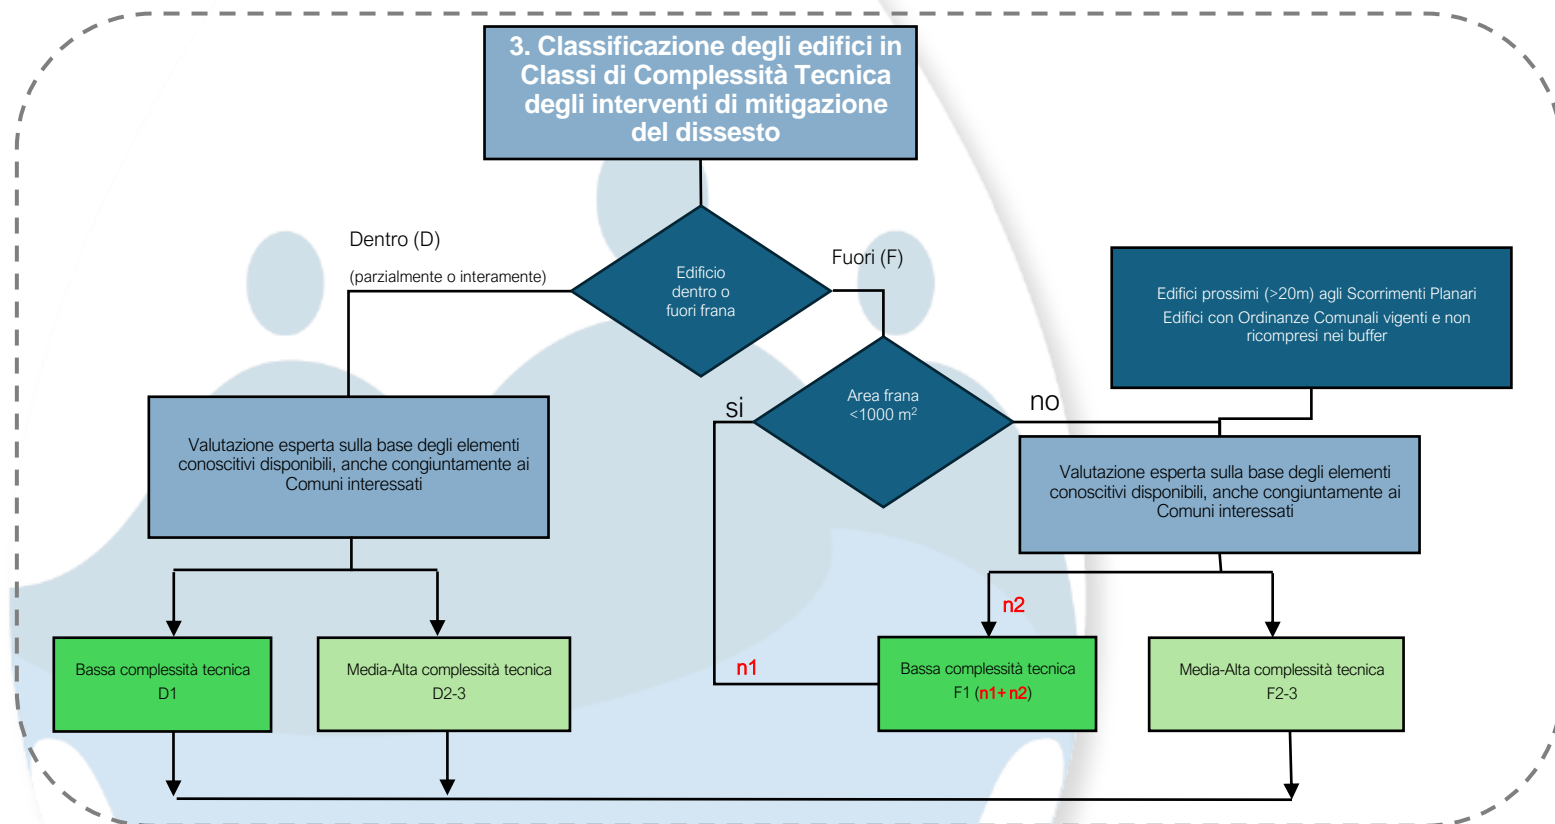 3. Classificazione degli edifici in
Classi di Complessità Tecnica
degli interventi di mitigazione
del dissesto
Dentro (D)
(parzialmente o interamente)
Edificio
dentro o
fuori frana
Fuori (F)
Edifici prossimi (>20m) agli Scorrimenti Planari
Edifici con Ordinanze Comunali vigenti e non
ricompresi nei buffer
si
Area frana
<1000 m²
no
Valutazione esperta sulla base degli elementi
conoscitivi disponibili, anche congiuntamente ai
Comuni interessati
Valutazione esperta sulla base degli elementi
conoscitivi disponibili, anche congiuntamente ai
Comuni interessati
n2
n1
Bassa complessità tecnica
D1
Media-Alta complessità tecnica
D2-3
Bassa complessità tecnica
F1 (n1+ n2)
Media-Alta complessità tecnica
F2-3